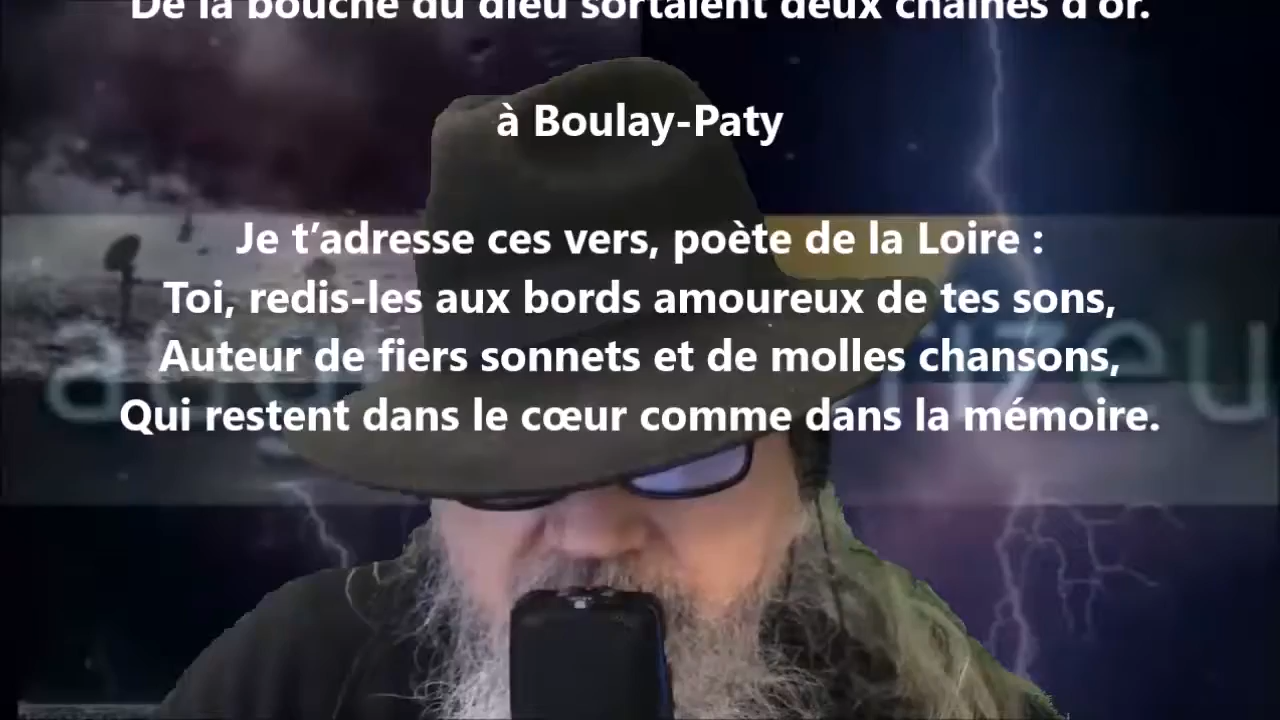 De la bouche du dieu sortaient deux chaînes d'or.
à Boulay-Paty
Je t’adresse ces vers, poète de la Loire :
Toi, redis-les aux bords amoureux de tes sons,
Auteur de fiers sonnets et de molles chansons,
Qui restent dans le cœur comme dans la mémoire.